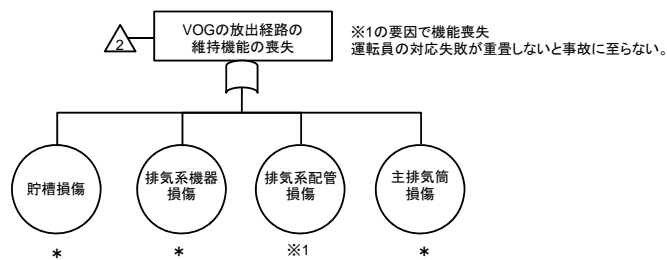 2
VOGの放出経路の
維持機能の喪失
※1の要因で機能喪失
運転員の対応失敗が重畳しないと事故に至らない。
貯槽損傷
排気系機器
損傷
排気系配管
損傷
主排気筒
損傷
*
*
※1
*